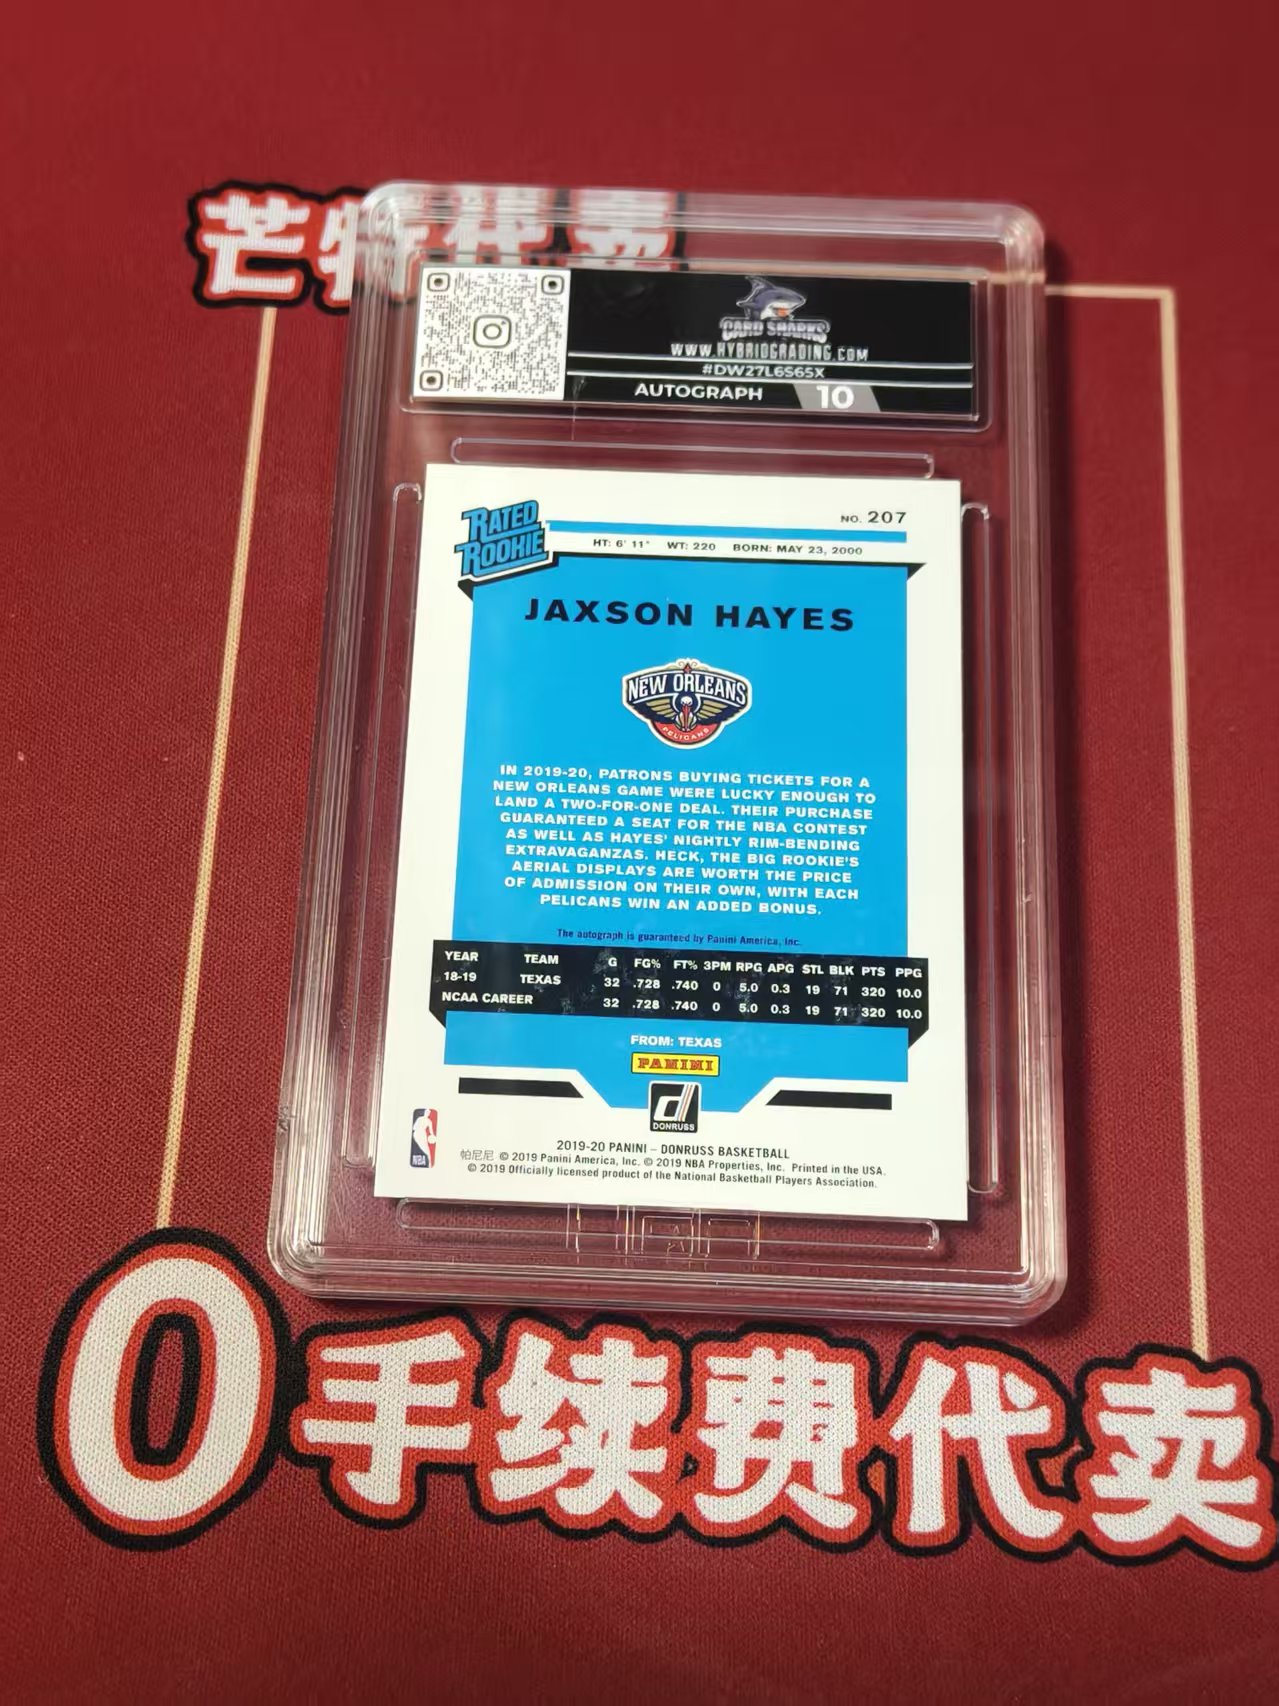 芒
代卖
CARD SHARKS
WWW.HYBRIDGRADING.COM
#DW27L6S65X
AUTOGRAPH 10
RATED
ROOKIE
NO. 207
HT: 6' 11" WT: 220 BORN: MAY 23, 2000
JAXSON HAYES
NEW ORLEANS
PELICANS
IN 2019-20, PATRONS BUYING TICKETS FOR A
NEW ORLEANS GAME WERE LUCKY ENOUGH TO
LAND A TWO-FOR-ONE DEAL. THEIR PURCHASE
GUARANTEED A SEAT FOR THE NBA CONTEST
AS WELL AS HAYES' NIGHTLY RIM-BENDING
EXTRAVAGANZAS. HECK, THE BIG ROOKIE'S
AERIAL DISPLAYS ARE WORTH THE PRICE
OF ADMISSION ON THEIR OWN, WITH EACH
PELICANS WIN AN ADDED BONUS.
The autograph is guaranteed by Panini America, Inc.
YEAR TEAM G FG% FT% 3PM RPG APG STL BLK PTS PPG
18-19 TEXAS 32 .728 .740 0 5.0 0.3 19 71 320 10.0
NCAA CAREER 32 .728 .740 0 5.0 0.3 19 71 320 10.0
FROM: TEXAS
PANINI
d
DONRUSS
NBA
2019-20 PANINI – DONRUSS BASKETBALL
帕尼尼 © 2019 Panini America, Inc. © 2019 NBA Properties, Inc. Printed in the USA.
© 2019 Officially licensed product of the National Basketball Players Association.
0手续费代卖